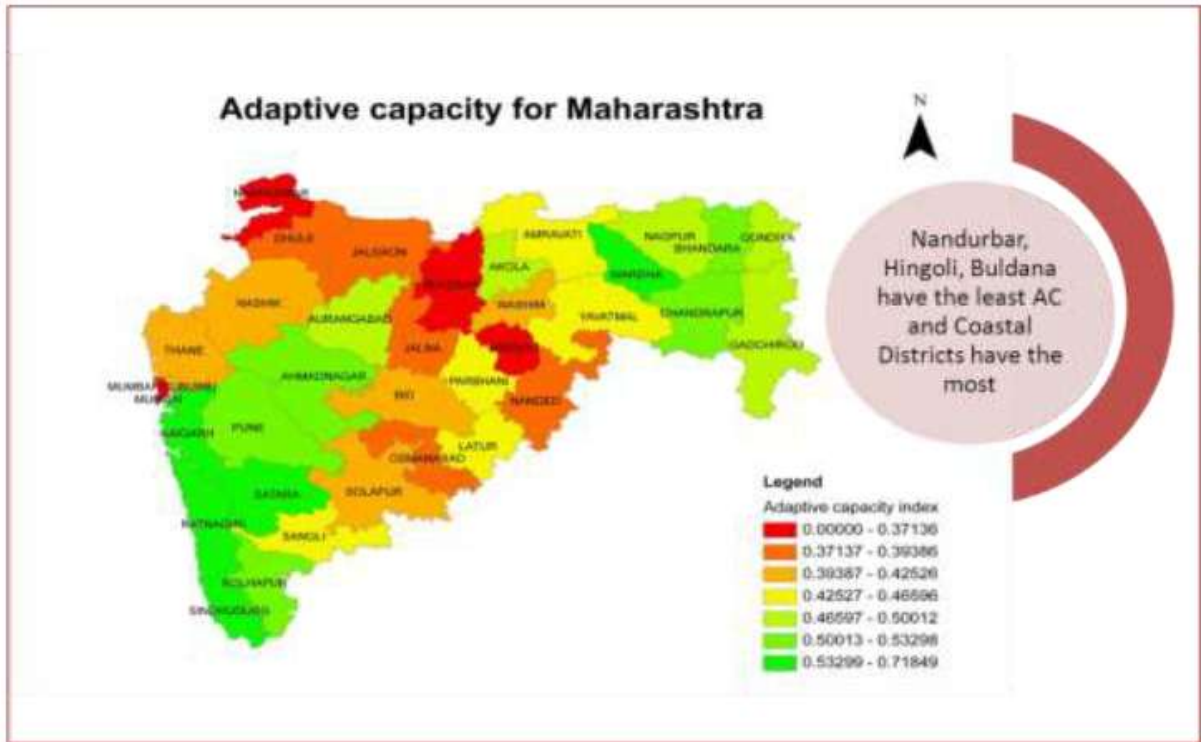 Adaptive capacity for Maharashtra
N
DHULE
JALGAON
AMRAVATI
NAGPUR
BHANDARA
GONDIYA
AKOLA
WARDHA
NASHIK
WASHIM
AURANGABAD
YAVATMAL
CHANDRAPUR
THANE
JALNA
GADCHIROLI
AHMADNAGAR
PARBHANI
BID
NANDED
PUNE
LATUR
OSMANABAD
SATARA
SOLAPUR
SANGLI
KOLHAPUR
Nandurbar,
Hingoli, Buldana
have the least AC
and Coastal
Districts have the
most
Legend
Adaptive capacity index
0.00000 - 0.37136
0.37137 - 0.39386
0.39387 - 0.42526
0.42527 - 0.46596
0.46597 - 0.50012
0.50013 - 0.53298
0.53299 - 0.71849